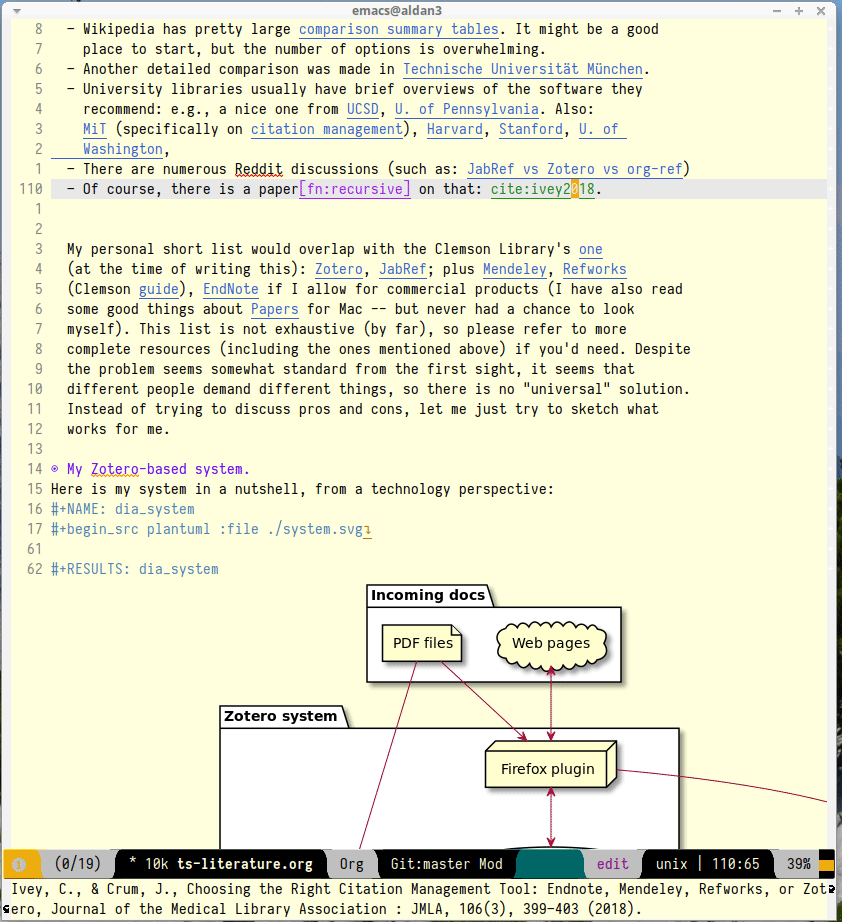 emacs@aldan3
8 - Wikipedia has pretty large comparison summary tables. It might be a good
7 place to start, but the number of options is overwhelming.
6 - Another detailed comparison was made in Technische Universität München.
5 - University libraries usually have brief overviews of the software they
4 recommend: e.g., a nice one from UCSD, U. of Pennsylvania. Also:
3 MiT (specifically on citation management), Harvard, Stanford, U. of
2 Washington,
1 - There are numerous Reddit discussions (such as: JabRef vs Zotero vs org-ref)
110 - Of course, there is a paper[fn:recursive] on that: cite:ivey2018.
1
2
3 My personal short list would overlap with the Clemson Library's one
4 (at the time of writing this): Zotero, JabRef; plus Mendeley, Refworks
5 (Clemson guide), EndNote if I allow for commercial products (I have also read
6 some good things about Papers for Mac -- but never had a chance to look
7 myself). This list is not exhaustive (by far), so please refer to more
8 complete resources (including the ones mentioned above) if you'd need. Despite
9 the problem seems somewhat standard from the first sight, it seems that
10 different people demand different things, so there is no "universal" solution.
11 Instead of trying to discuss pros and cons, let me just try to sketch what
12 works for me.
13
14 ◉ My Zotero-based system.
15 Here is my system in a nutshell, from a technology perspective:
16 #+NAME: dia_system
17 #+begin_src plantuml :file ./system.svg⤵
61
62 #+RESULTS: dia_system
Incoming docs
PDF files Web pages
Zotero system
Firefox plugin
1 (0/19) * 10k ts-literature.org Org Git:master Mod edit unix | 110:65 39%
Ivey, C., & Crum, J., Choosing the Right Citation Management Tool: Endnote, Mendeley, Refworks, or Zot
ero, Journal of the Medical Library Association : JMLA, 106(3), 399-403 (2018).